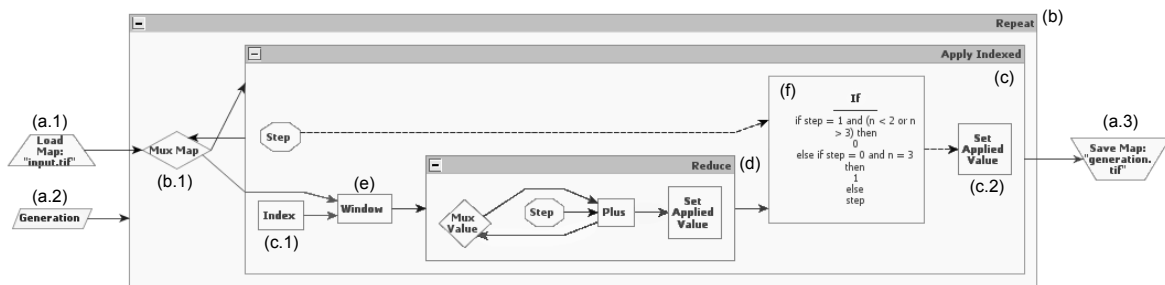 (b)
Repeat
Apply Indexed
(c)
(a.1)
Load
Map:
"input.tif"
Mux Map
(b.1)
Step
(a.2)
Generation
Index
(c.1)
(e)
Window
Reduce
(d)
Mux
Value
Step
Plus
Set
Applied
Value
(f)
If
if step = 1 and (n < 2 or n
> 3) then
0
else if step = 0 and n = 3
then
1
else
step
Set
Applied
Value
(c.2)
(a.3)
Save Map:
"generation.
tif"